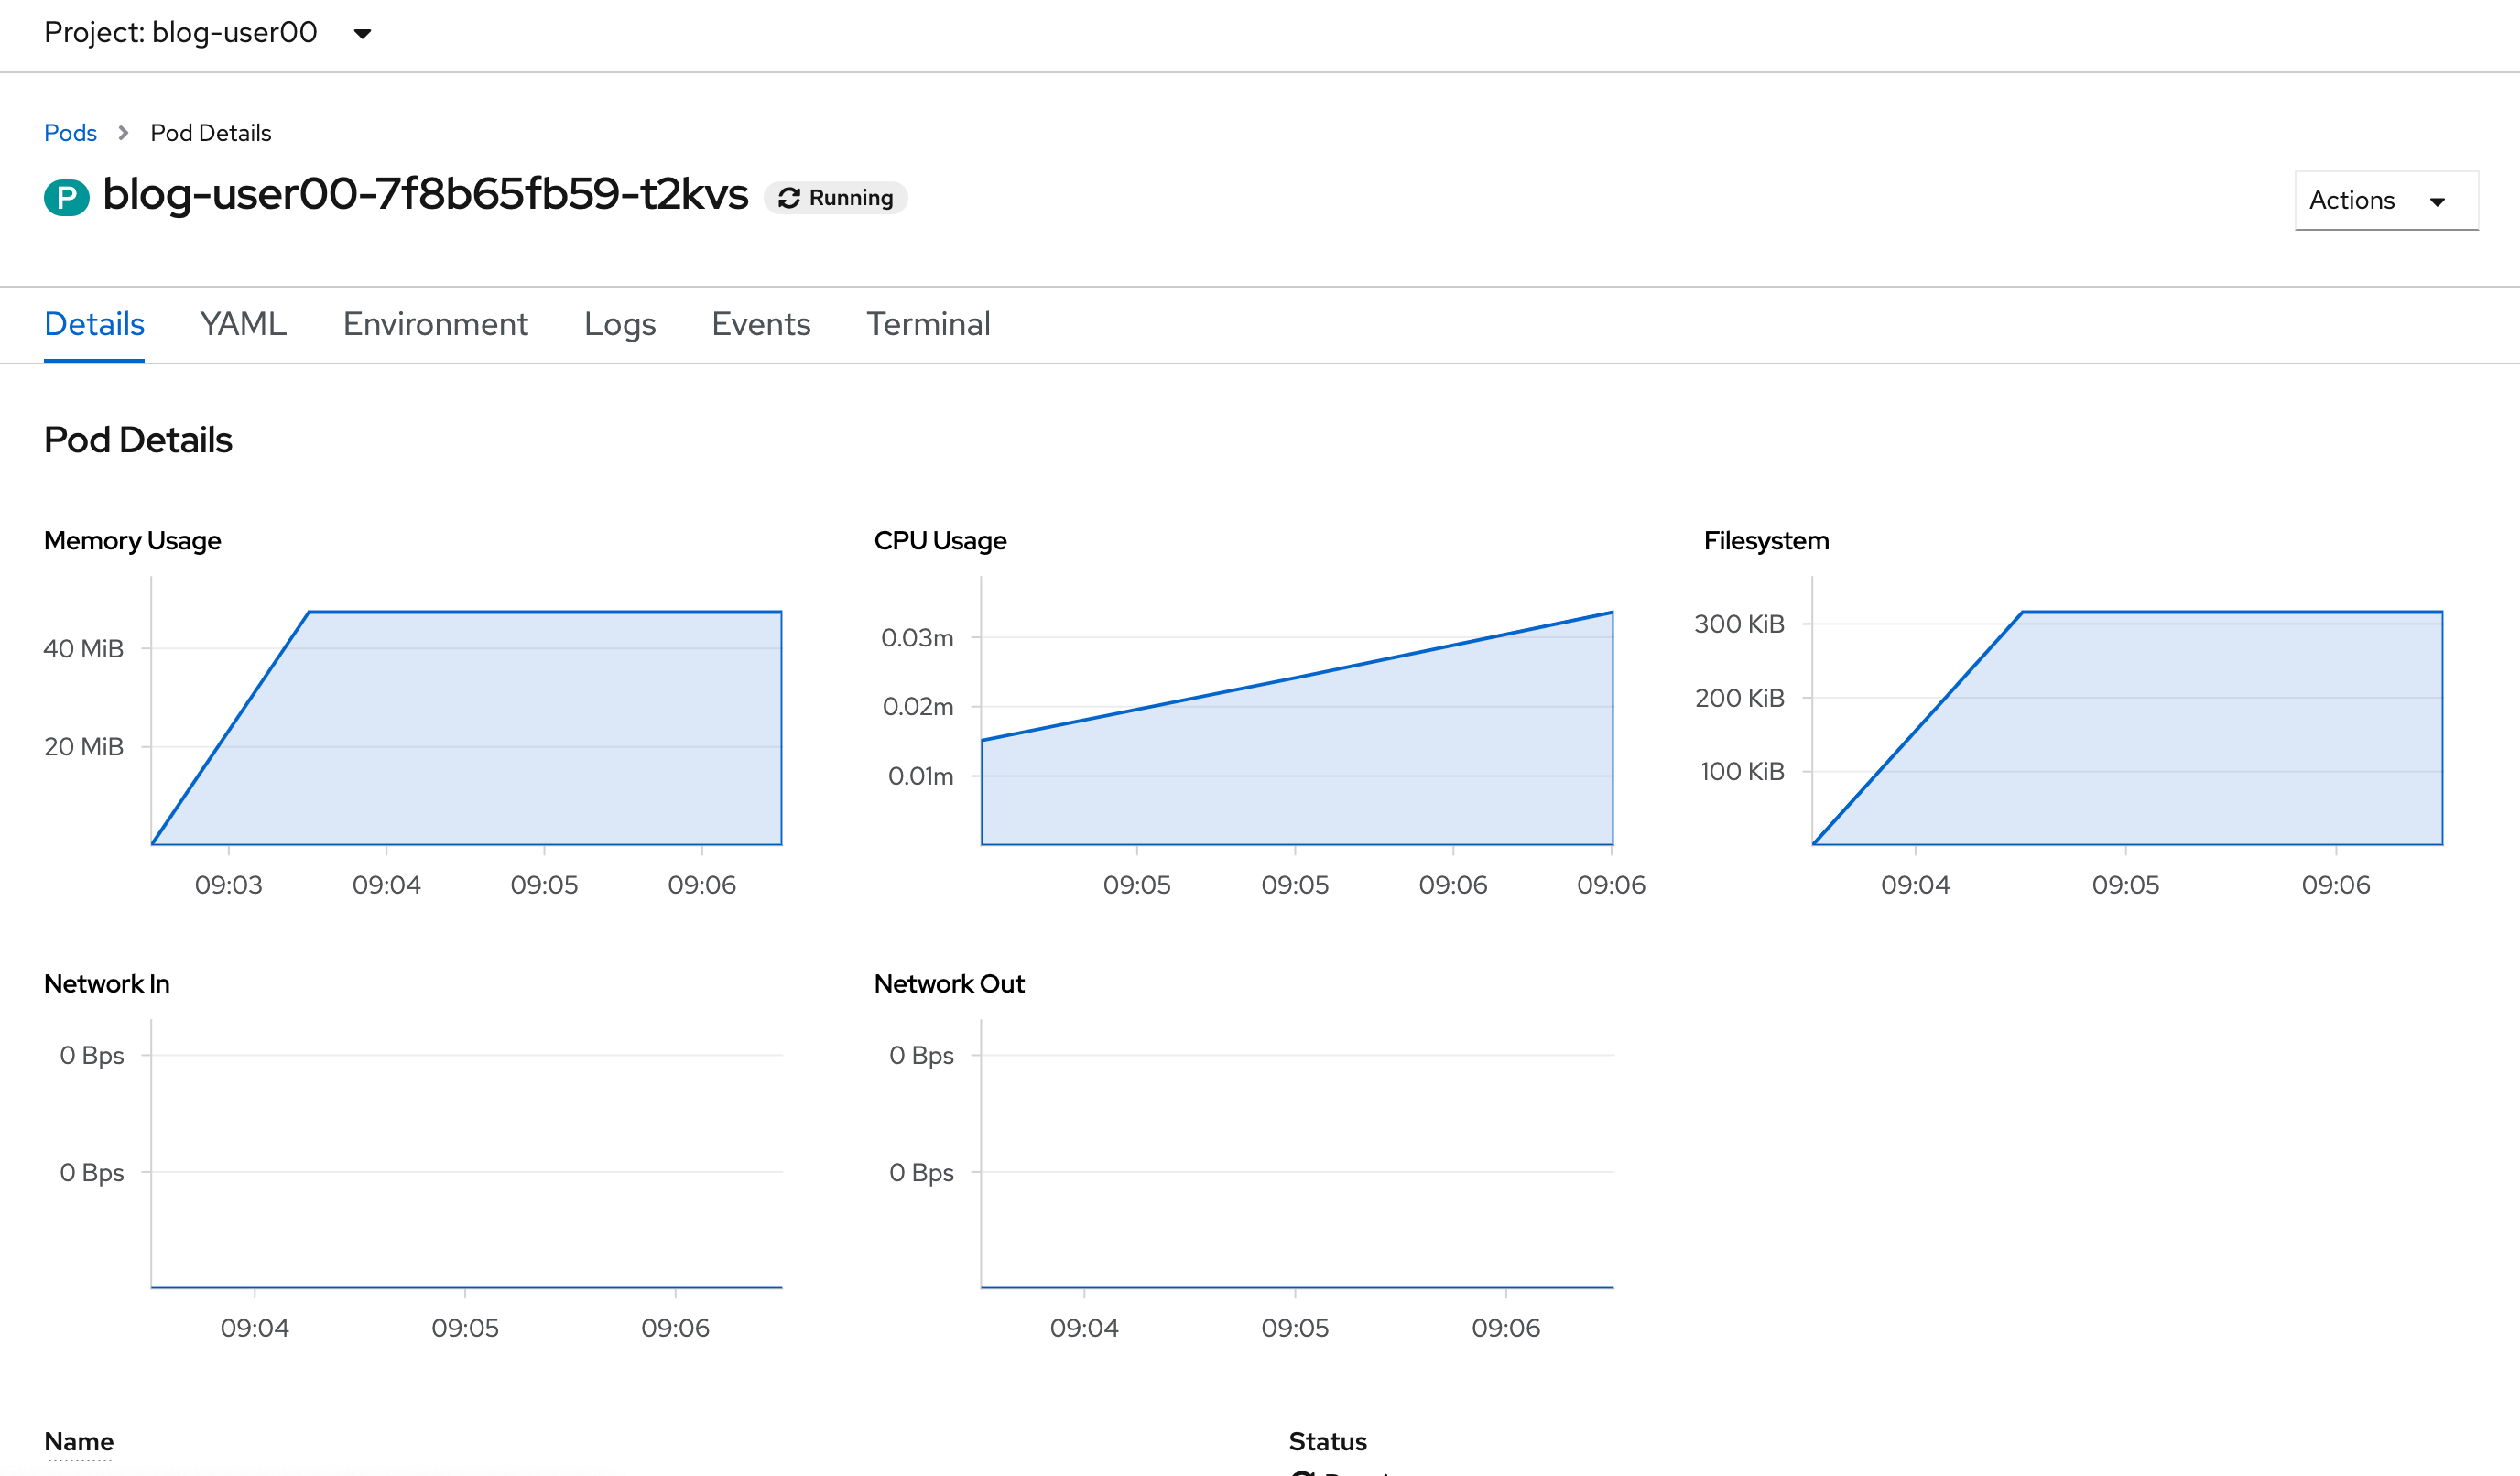 Project: blog-user00
Pods > Pod Details
P blog-user00-7f8b65fb59-t2kvs Running
Actions
Details YAML Environment Logs Events Terminal
Pod Details
Memory Usage
40 MiB
20 MiB
09:03 09:04 09:05 09:06
CPU Usage
0.03m
0.02m
0.01m
09:05 09:05 09:06 09:06
Filesystem
300 KiB
200 KiB
100 KiB
09:04 09:05 09:06
Network In
0 Bps
0 Bps
09:04 09:05 09:06
Network Out
0 Bps
0 Bps
09:04 09:05 09:06
Name
Status